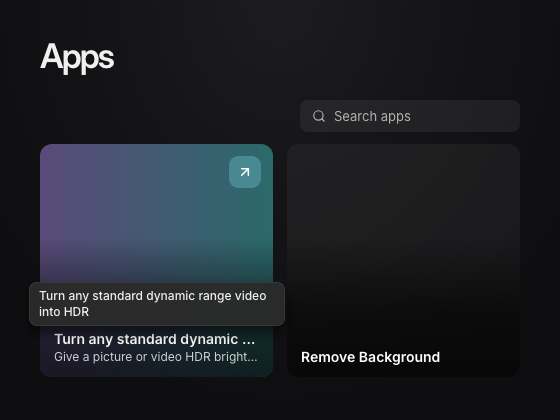 Apps
Search apps
Turn any standard dynamic range video
into HDR
Turn any standard dynamic ...
Give a picture or video HDR bright...
Remove Background